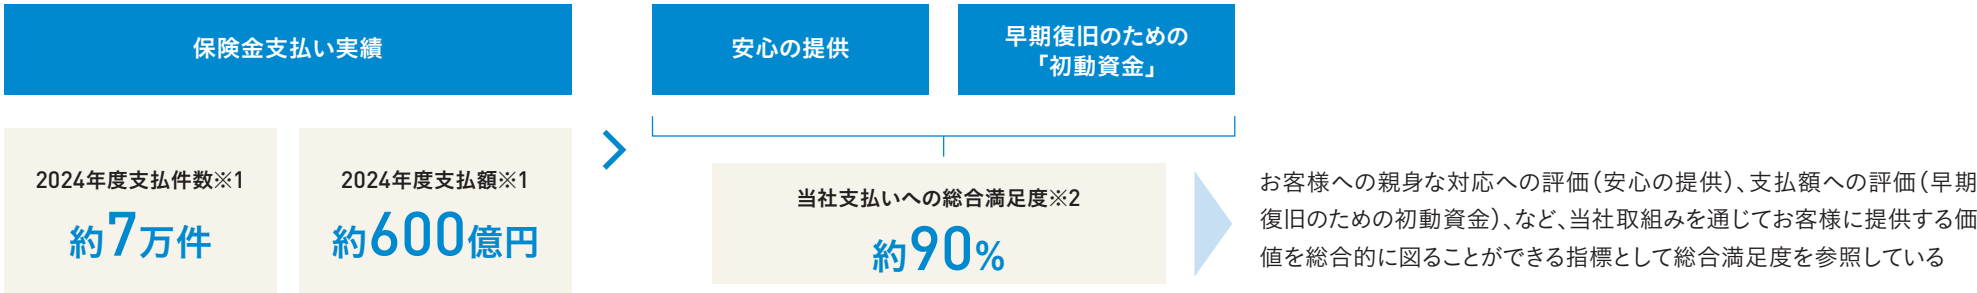 保険金支払い実績
安心の提供
早期復旧のための
「初動資金」
2024年度支払件数※1
約7万件
2024年度支払額※1
約600億円
当社支払いへの総合満足度※2
約90%
お客様への親身な対応への評価(安心の提供)、支払額への評価(早期
復旧のための初動資金)、など、当社取組みを通じてお客様に提供する価
値を総合的に図ることができる指標として総合満足度を参照している